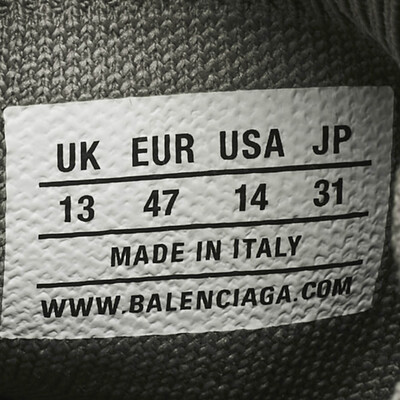 UK EUR USA JP
13 47 14 31
MADE IN ITALY
WWW.BALENCIAGA.COM